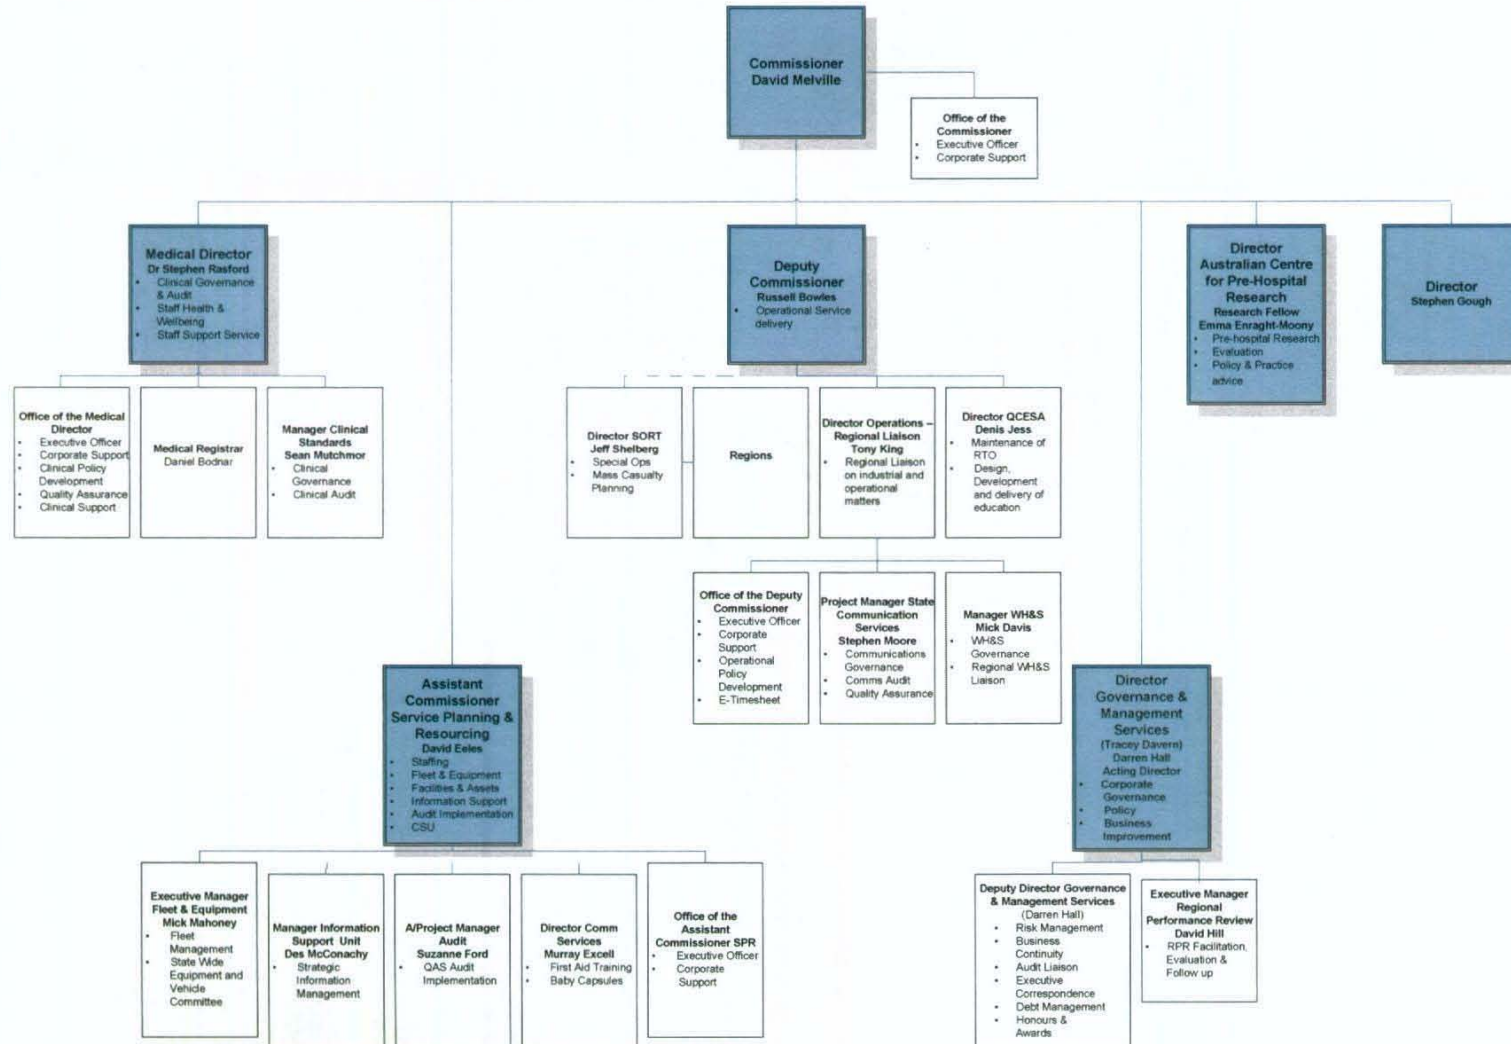 Commissioner
David Melville
Office of the
Commissioner
• Executive Officer
• Corporate Support
Medical Director
Dr Stephen Rasford
• Clinical Governance
& Audit
• Staff Health &
Wellbeing
• Staff Support Service
Deputy
Commissioner
Russell Bowles
• Operational Service
delivery
Director
Australian Centre
for Pre-Hospital
Research
Research Fellow
Emma Enraght-Moony
• Pre-hospital Research
• Evaluation
• Policy & Practice
advice
Director
Stephen Gough
Office of the Medical
Director
• Executive Officer
• Corporate Support
• Clinical Policy
Development
• Quality Assurance
• Clinical Support
Medical Registrar
Daniel Bodnar
Manager Clinical
Standards
Sean Mutchmor
• Clinical
Governance
• Clinical Audit
Director SORT
Jeff Shelberg
• Special Ops
• Mass Casualty
Planning
Regions
Director Operations –
Regional Liaison
Tony King
• Regional Liaison
on industrial and
operational
matters
Director QCESA
Denis Jess
• Maintenance of
RTO
• Design,
Development
and delivery of
education
Office of the Deputy
Commissioner
• Executive Officer
• Corporate
Support
• Operational
Policy
Development
• E-Timesheet
Project Manager State
Communication
Services
Stephen Moore
• Communications
Governance
• Comms Audit
• Quality Assurance
Manager WH&S
Mick Davis
• WH&S
Governance
• Regional WH&S
Liaison
Assistant
Commissioner
Service Planning &
Resourcing
David Eeles
• Staffing
• Fleet & Equipment
• Facilities & Assets
• Information Support
• Audit Implementation
• CSU
Director
Governance &
Management
Services
(Tracey Davern)
Darren Hall
Acting Director
• Corporate
Governance
• Policy
• Business
Improvement
Executive Manager
Fleet & Equipment
Mick Mahoney
• Fleet
Management
• State Wide
Equipment and
Vehicle
Committee
Manager Information
Support Unit
Des McConachy
• Strategic
Information
Management
A/Project Manager
Audit
Suzanne Ford
• QAS Audit
Implementation
Director Comm
Services
Murray Excell
• First Aid Training
• Baby Capsules
Office of the
Assistant
Commissioner SPR
• Executive Officer
• Corporate
Support
Deputy Director Governance
& Management Services
(Darren Hall)
• Risk Management
• Business
Continuity
• Audit Liaison
• Executive
Correspondence
• Debt Management
• Honours &
Awards
Executive Manager
Regional
Performance Review
David Hill
• RPR Facilitation,
Evaluation &
Follow up